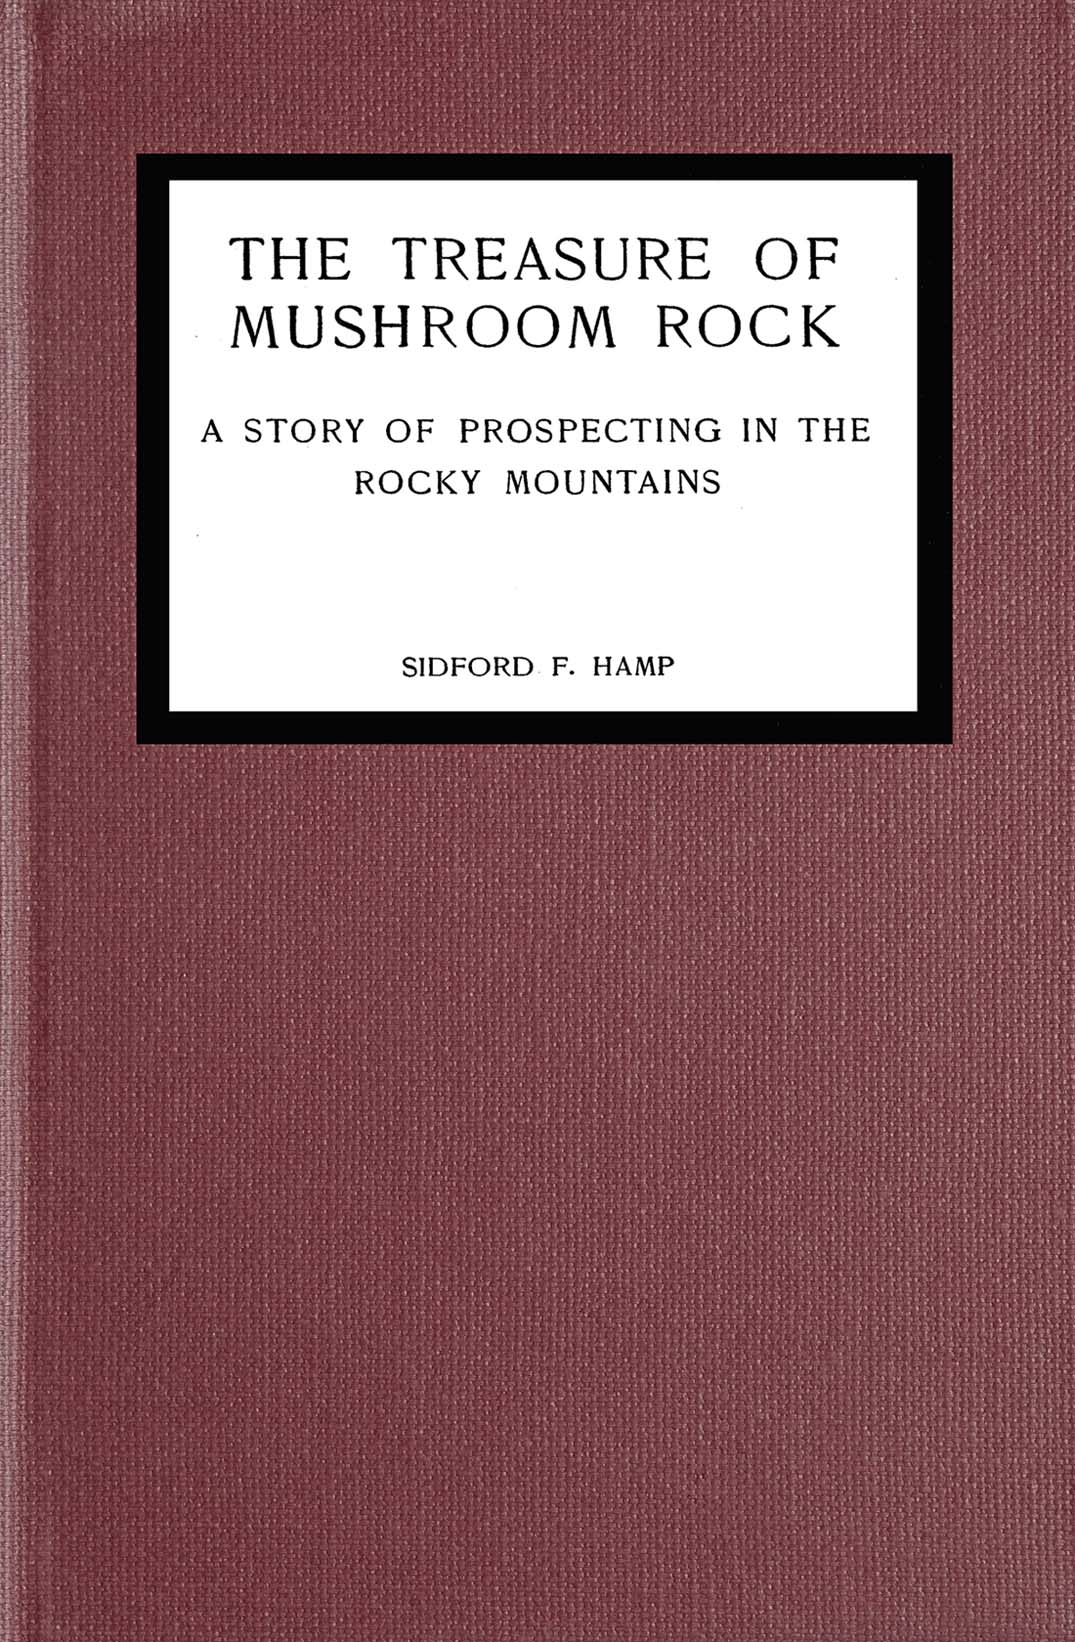 THE TREASURE OF
MUSHROOM ROCK
A STORY OF PROSPECTING IN THE
ROCKY MOUNTAINS
SIDFORD F. HAMP